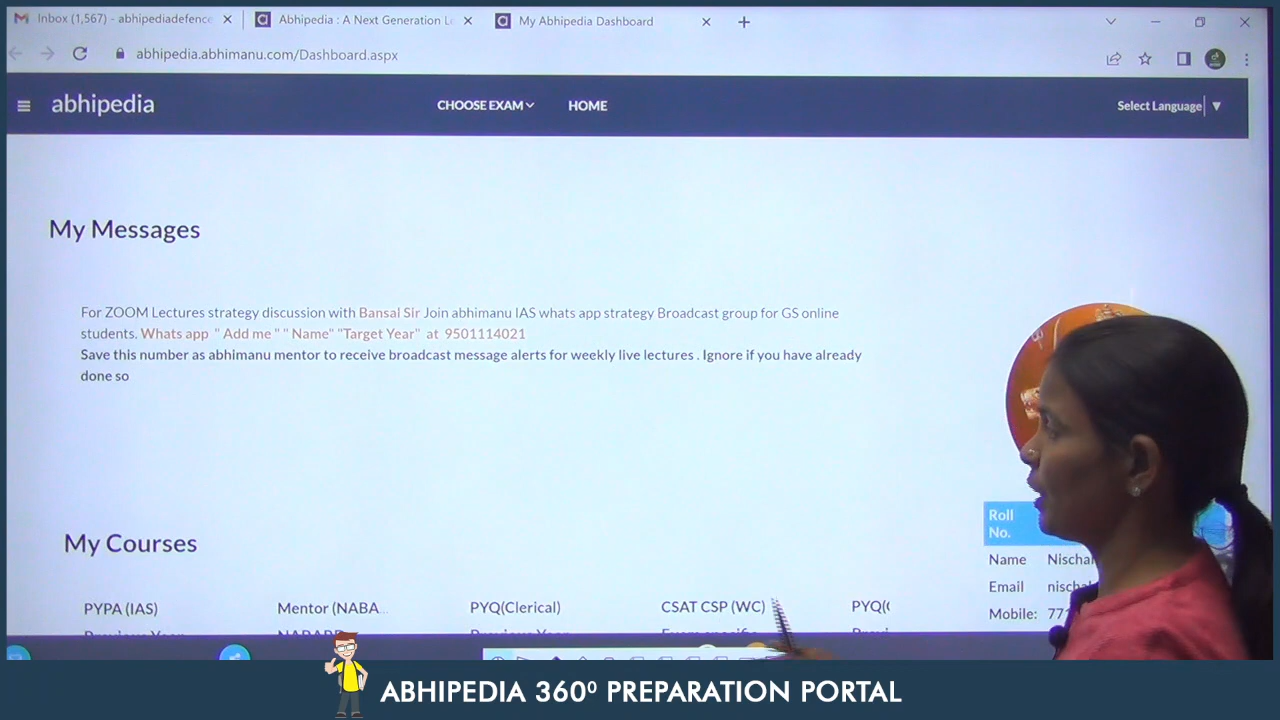 Inbox (1,567) - abhipediadefence
Abhipedia : A Next Generation L
My Abhipedia Dashboard
abhipedia.abhimanu.com/Dashboard.aspx
abhipedia
CHOOSE EXAM
HOME
Select Language
My Messages
For ZOOM Lectures strategy discussion with Bansal Sir Join abhimanu IAS whats app strategy Broadcast group for GS online
students. Whats app " Add me " " Name" "Target Year" at 9501114021
Save this number as abhimanu mentor to receive broadcast message alerts for weekly live lectures . Ignore if you have already
done so
My Courses
Roll
No.
Name Nischal
Email nischal
Mobile: 77
PYPA (IAS)
Mentor (NABA...
PYQ(Clerical)
CSAT CSP (WC)
PYQ(
ABHIPEDIA 360⁰ PREPARATION PORTAL